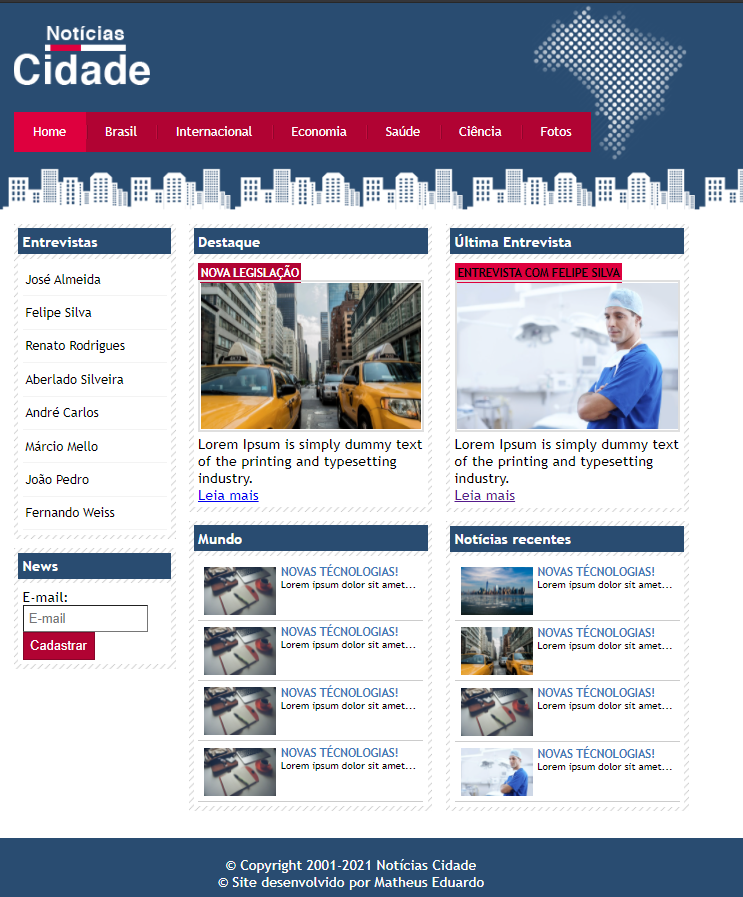 Notícias
Cidade
Home
Brasil
Internacional
Economia
Saúde
Ciência
Fotos
Entrevistas
José Almeida
Felipe Silva
Renato Rodrigues
Aberlado Silveira
André Carlos
Márcio Mello
João Pedro
Fernando Weiss
News
E-mail:
E-mail
Cadastrar
Destaque
NOVA LEGISLAÇÃO
Lorem Ipsum is simply dummy text
of the printing and typesetting
industry.
Leia mais
Última Entrevista
ENTREVISTA COM FELIPE SILVA
Lorem Ipsum is simply dummy text
of the printing and typesetting
industry.
Leia mais
Mundo
NOVAS TÉCNOLOGIAS!
Lorem ipsum dolor sit amet...
NOVAS TÉCNOLOGIAS!
Lorem ipsum dolor sit amet...
NOVAS TÉCNOLOGIAS!
Lorem ipsum dolor sit amet...
NOVAS TÉCNOLOGIAS!
Lorem ipsum dolor sit amet...
Notícias recentes
NOVAS TÉCNOLOGIAS!
Lorem ipsum dolor sit amet...
NOVAS TÉCNOLOGIAS!
Lorem ipsum dolor sit amet...
NOVAS TÉCNOLOGIAS!
Lorem ipsum dolor sit amet...
NOVAS TÉCNOLOGIAS!
Lorem ipsum dolor sit amet...
© Copyright 2001-2021 Notícias Cidade
© Site desenvolvido por Matheus Eduardo